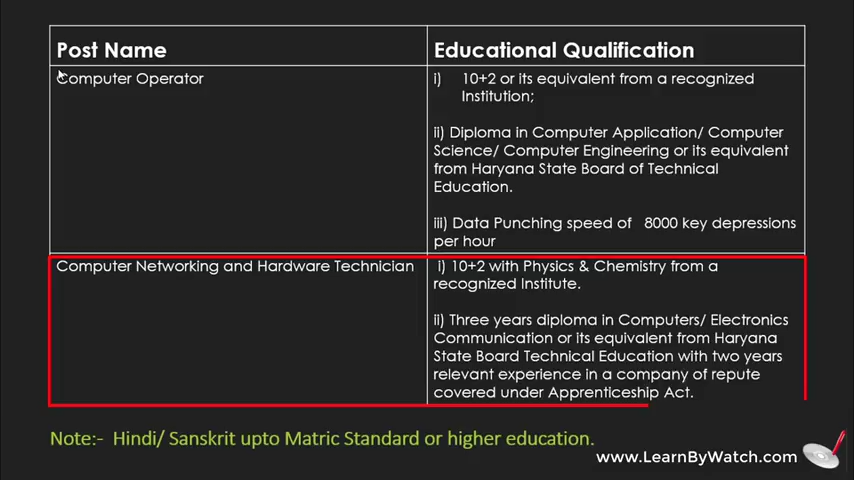 Post Name
Educational Qualification
Computer Operator
i) 10+2 or its equivalent from a recognized
Institution;
ii) Diploma in Computer Application/ Computer
Science/ Computer Engineering or its equivalent
from Haryana State Board of Technical
Education.
iii) Data Punching speed of 8000 key depressions
per hour
Computer Networking and Hardware Technician
i) 10+2 with Physics & Chemistry from a
recognized Institute.
ii) Three years diploma in Computers/ Electronics
Communication or its equivalent from Haryana
State Board Technical Education with two years
relevant experience in a company of repute
covered under Apprenticeship Act.
Note:- Hindi/ Sanskrit upto Matric Standard or higher education.
www.LearnByWatch.com